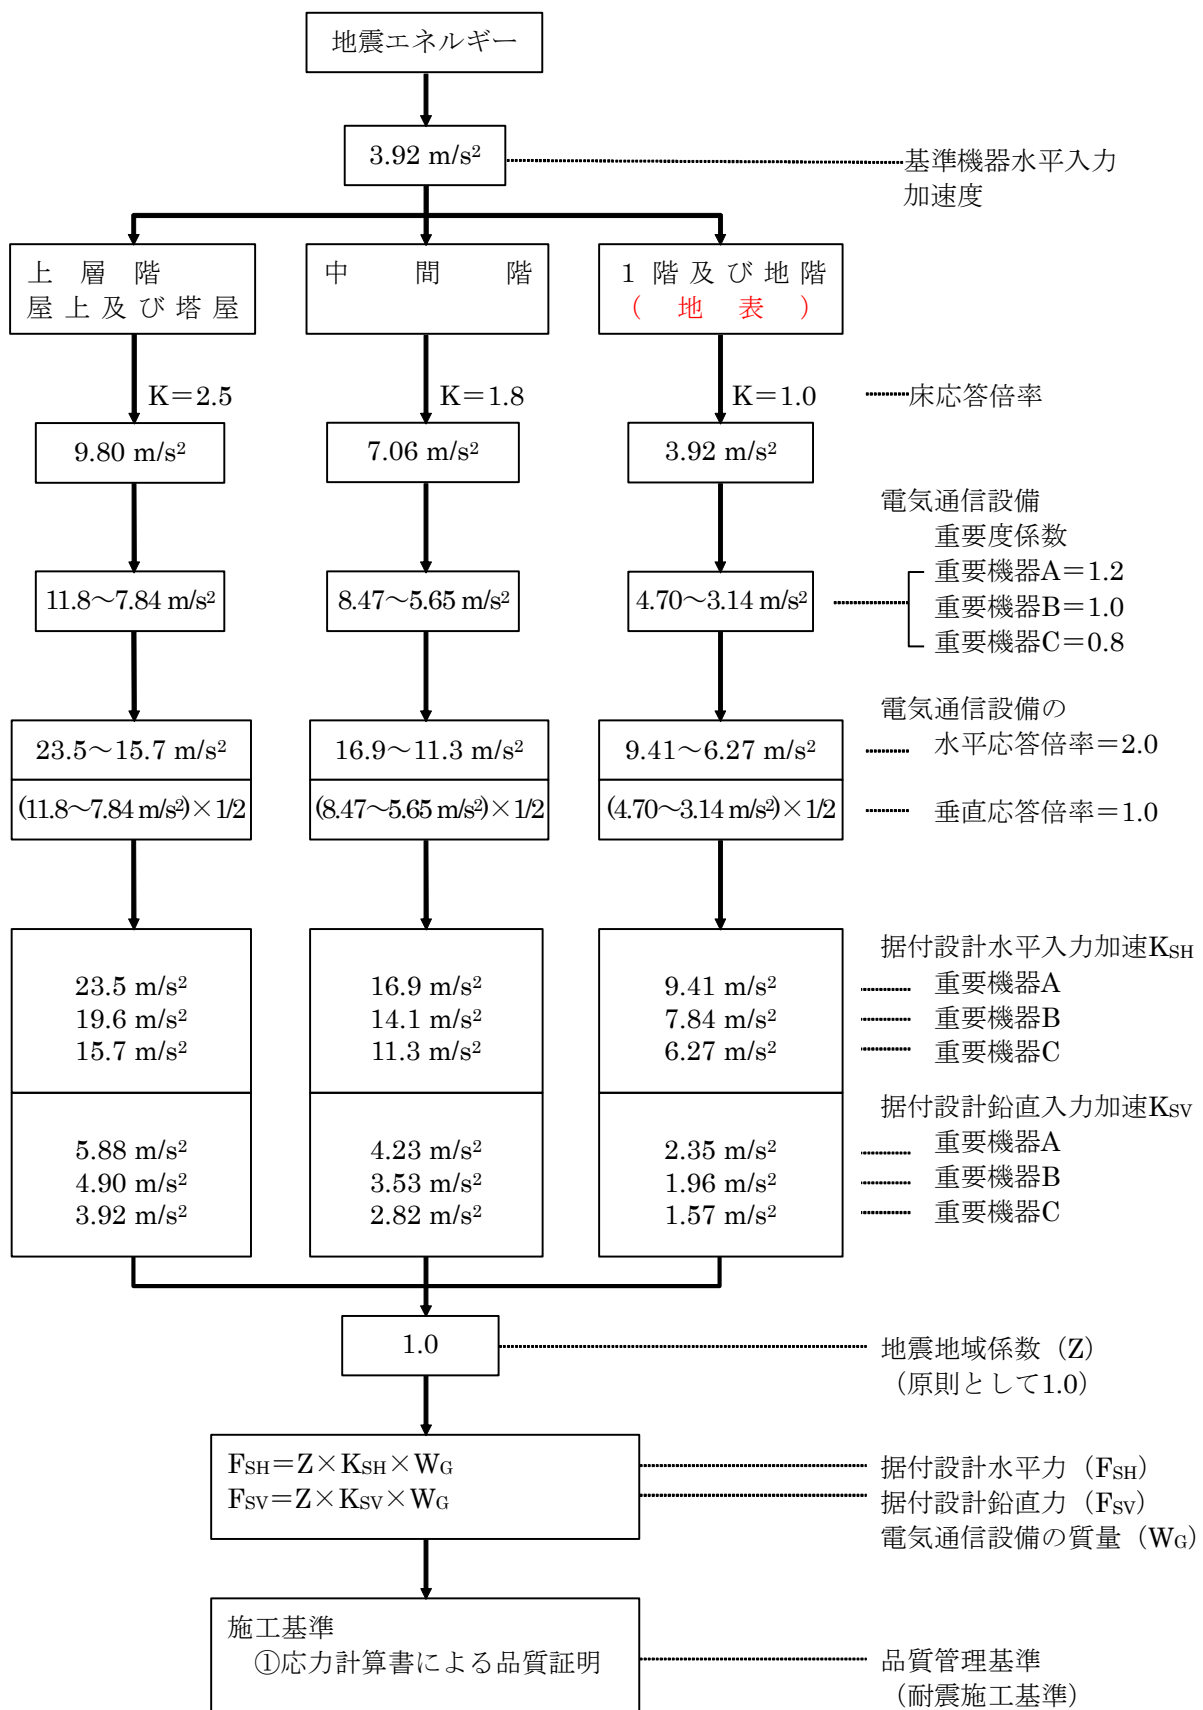 地震エネルギー
3.92 m/s²
基準機器水平入力
加速度
上層階
屋上及び塔屋
中間階
1階及び地階
(地表)
K＝2.5
K＝1.8
K＝1.0
床応答倍率
9.80 m/s²
7.06 m/s²
3.92 m/s²
電気通信設備
重要度係数
重要機器A＝1.2
重要機器B＝1.0
重要機器C＝0.8
11.8～7.84 m/s²
8.47～5.65 m/s²
4.70～3.14 m/s²
電気通信設備の
水平応答倍率＝2.0
23.5～15.7 m/s²
16.9～11.3 m/s²
9.41～6.27 m/s²
(11.8～7.84 m/s²)×1/2
(8.47～5.65 m/s²)×1/2
(4.70～3.14 m/s²)×1/2
垂直応答倍率＝1.0
据付設計水平入力加速KSH
23.5 m/s²
16.9 m/s²
9.41 m/s²
重要機器A
19.6 m/s²
14.1 m/s²
7.84 m/s²
重要機器B
15.7 m/s²
11.3 m/s²
6.27 m/s²
重要機器C
据付設計鉛直入力加速KSV
5.88 m/s²
4.23 m/s²
2.35 m/s²
重要機器A
4.90 m/s²
3.53 m/s²
1.96 m/s²
重要機器B
3.92 m/s²
2.82 m/s²
1.57 m/s²
重要機器C
1.0
地震地域係数（Z）
（原則として1.0）
FSH＝Z×KSH×WG
FSV＝Z×KSV×WG
据付設計水平力（FSH）
据付設計鉛直力（FSV）
電気通信設備の質量（WG）
施工基準
①応力計算書による品質証明
品質管理基準
（耐震施工基準）